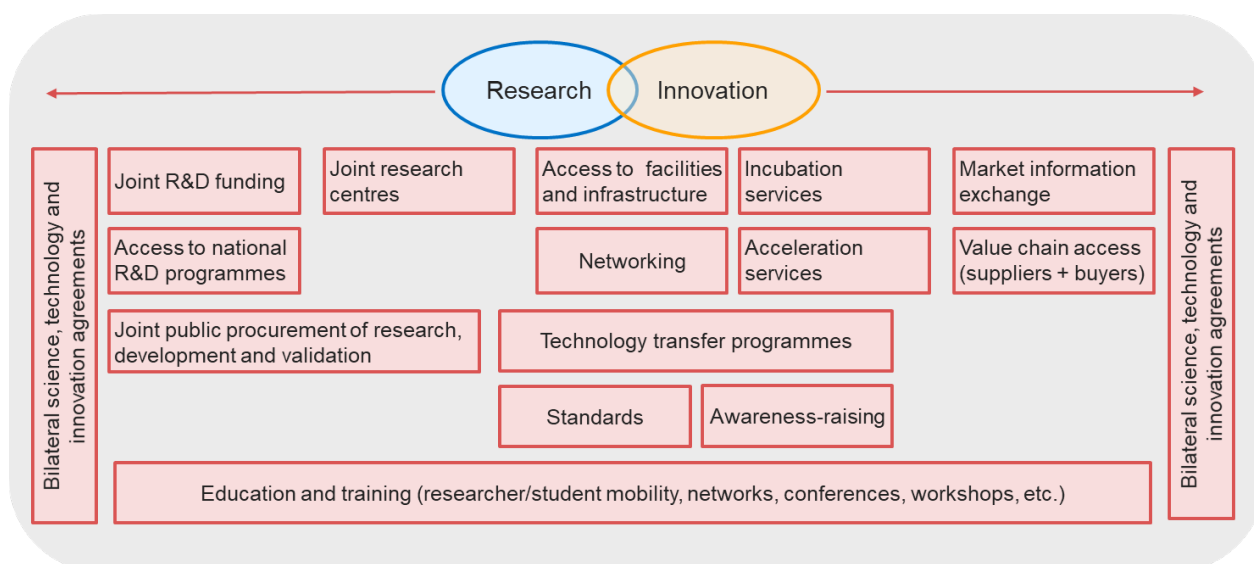 Research
Innovation
Bilateral science, technology and
innovation agreements
Joint R&D funding
Joint research
centres
Access to facilities
and infrastructure
Incubation
services
Market information
exchange
Access to national
R&D programmes
Networking
Acceleration
services
Value chain access
(suppliers + buyers)
Joint public procurement of research,
development and validation
Technology transfer programmes
Standards
Awareness-raising
Education and training (researcher/student mobility, networks, conferences, workshops, etc.)
Bilateral science, technology and
innovation agreements